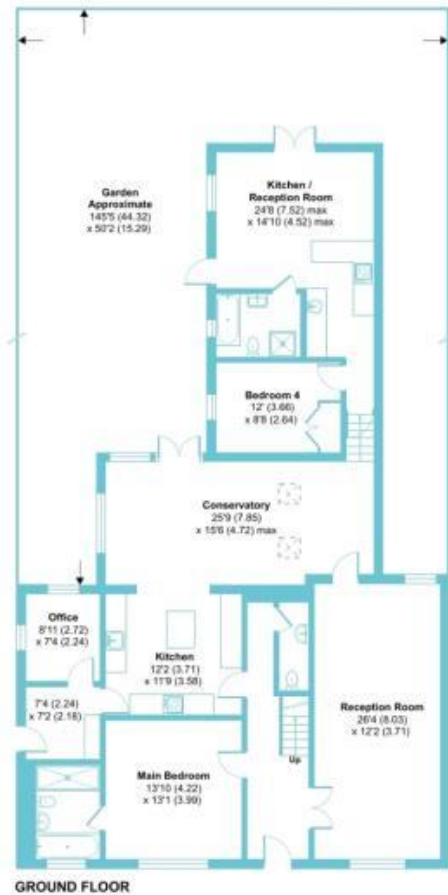 Garden
Approximate
145'5 (44.32)
x 50'2 (15.29)
Kitchen /
Reception Room
24'8 (7.52) max
x 14'10 (4.52) max
Bedroom 4
12' (3.66)
x 8'8 (2.64)
Conservatory
25'9 (7.85)
x 15'6 (4.72) max
Office
8'11 (2.72)
x 7'4 (2.24)
Kitchen
12'2 (3.71)
x 11'9 (3.58)
7'4 (2.24)
x 7'2 (2.18)
Reception Room
26'4 (8.03)
x 12'2 (3.71)
Up
Main Bedroom
13'10 (4.22)
x 13'1 (3.99)
GROUND FLOOR